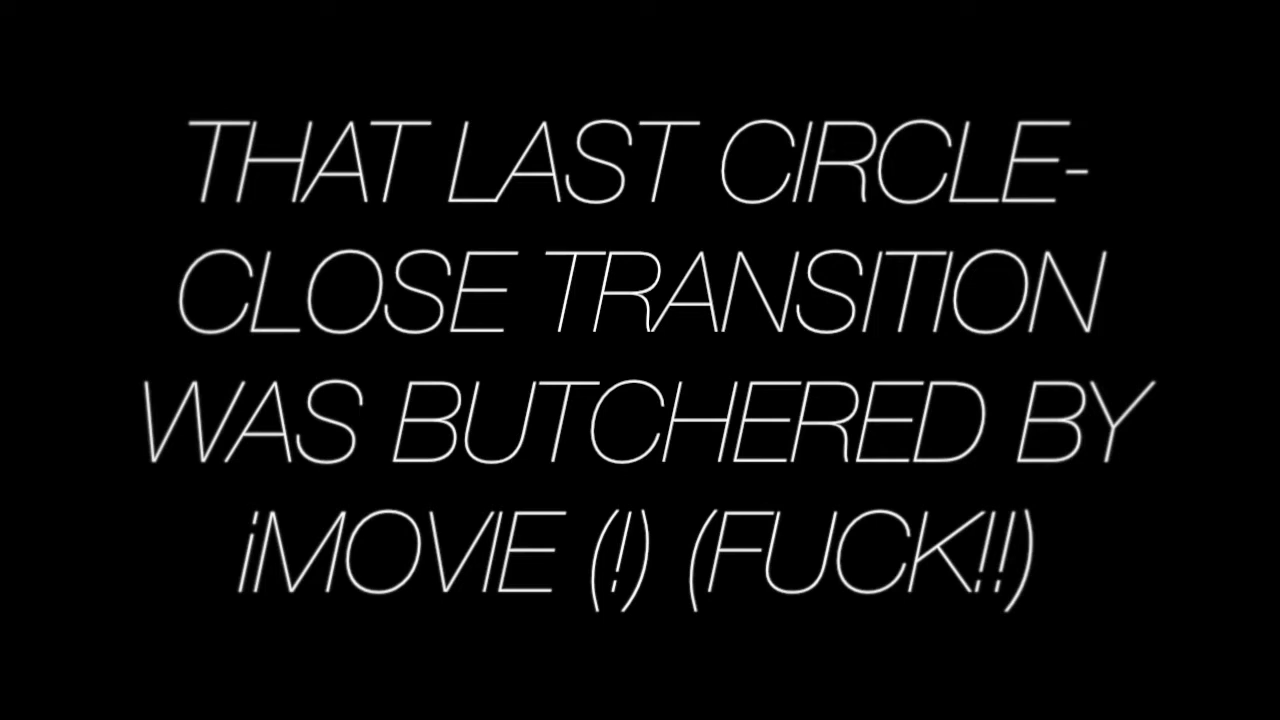 THAT LAST CIRCLE-
CLOSE TRANSITION
WAS BUTCHERED BY
iMOVIE (!) (FUCK!!)